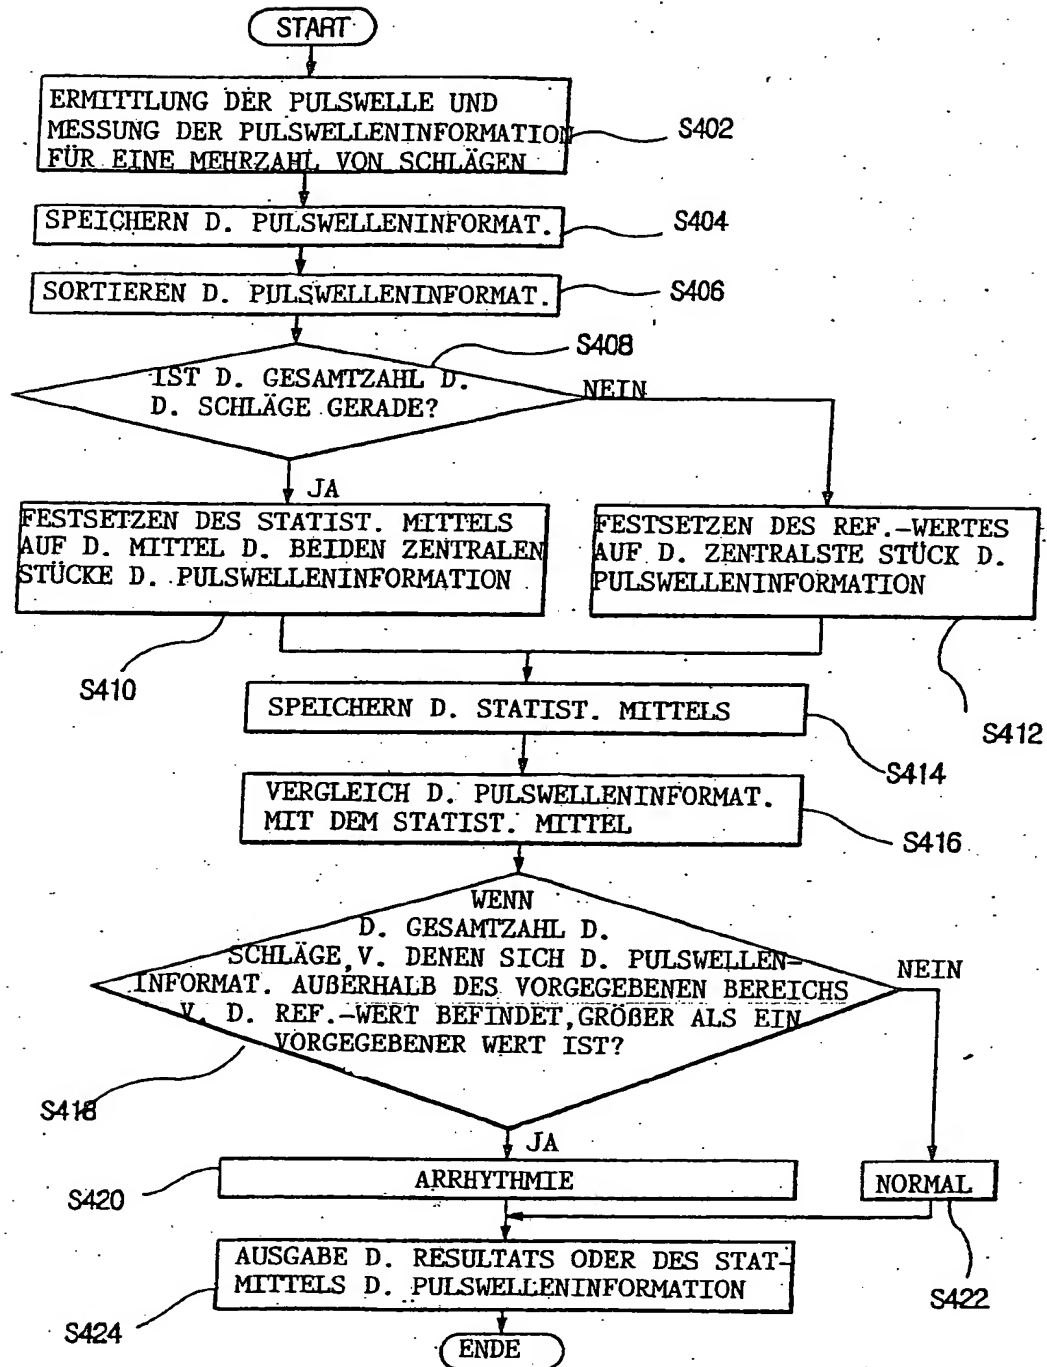 START
ERMITTLUNG DER PULSWELLE UND
MESSUNG DER PULSWELLENINFORMATION
FÜR EINE MEHRZAHL VON SCHLÄGEN
S402
SPEICHERN D. PULSWELLENINFORMAT.
S404
SORTIEREN D. PULSWELLENINFORMAT.
S406
S408
IST D. GESAMTZAHL D.
D. SCHLÄGE GERADE?
NEIN
JA
FESTSETZEN DES STATIST. MITTELS
AUF D. MITTEL D. BEIDEN ZENTRALEN
STÜCKE D. PULSWELLENINFORMATION
S410
FESTSETZEN DES REF.-WERTES
AUF D. ZENTRALSTE STÜCK D.
PULSWELLENINFORMATION
S412
SPEICHERN D. STATIST. MITTELS
S414
VERGLEICH D. PULSWELLENINFORMAT.
MIT DEM STATIST. MITTEL
S416
WENN
D. GESAMTZAHL D.
SCHLÄGE, V. DENEN SICH D. PULSWELLEN-
INFORMAT. AUßERHALB DES VORGEGEBENEN BEREICHS
V. D. REF.-WERT BEFINDET, GRÖßER ALS EIN
VORGEGEBENER WERT IST?
NEIN
S418
JA
ARRHYTHMIE
S420
NORMAL
S422
AUSGABE D. RESULTATS ODER DES STAT-
MITTELS D. PULSWELLENINFORMATION
S424
ENDE